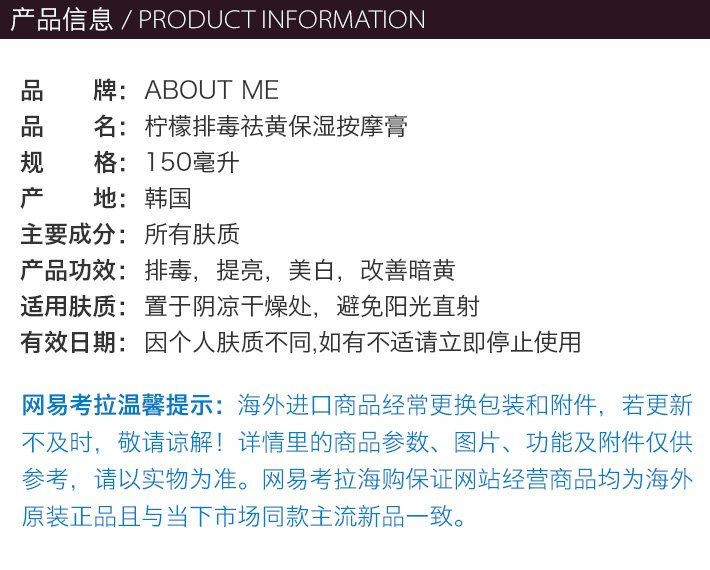 产品信息 / PRODUCT INFORMATION
品 牌：ABOUT ME
品 名：柠檬排毒祛黄保湿按摩膏
规 格：150毫升
产 地：韩国
主要成分：所有肤质
产品功效：排毒，提亮，美白，改善暗黄
适用肤质：置于阴凉干燥处，避免阳光直射
有效日期：因个人肤质不同,如有不适请立即停止使用
网易考拉温馨提示：海外进口商品经常更换包装和附件，若更新
不及时，敬请谅解！详情里的商品参数、图片、功能及附件仅供
参考，请以实物为准。网易考拉海购保证网站经营商品均为海外
原装正品且与当下市场同款主流新品一致。